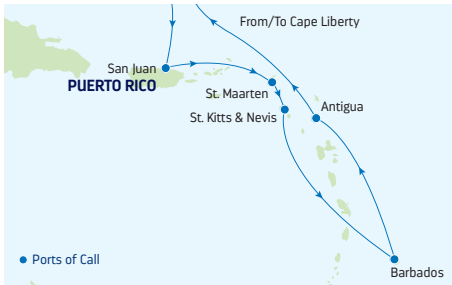 From/To Cape Liberty
San Juan
PUERTO RICO
St. Maarten
St. Kitts & Nevis
Antigua
Ports of Call
Barbados